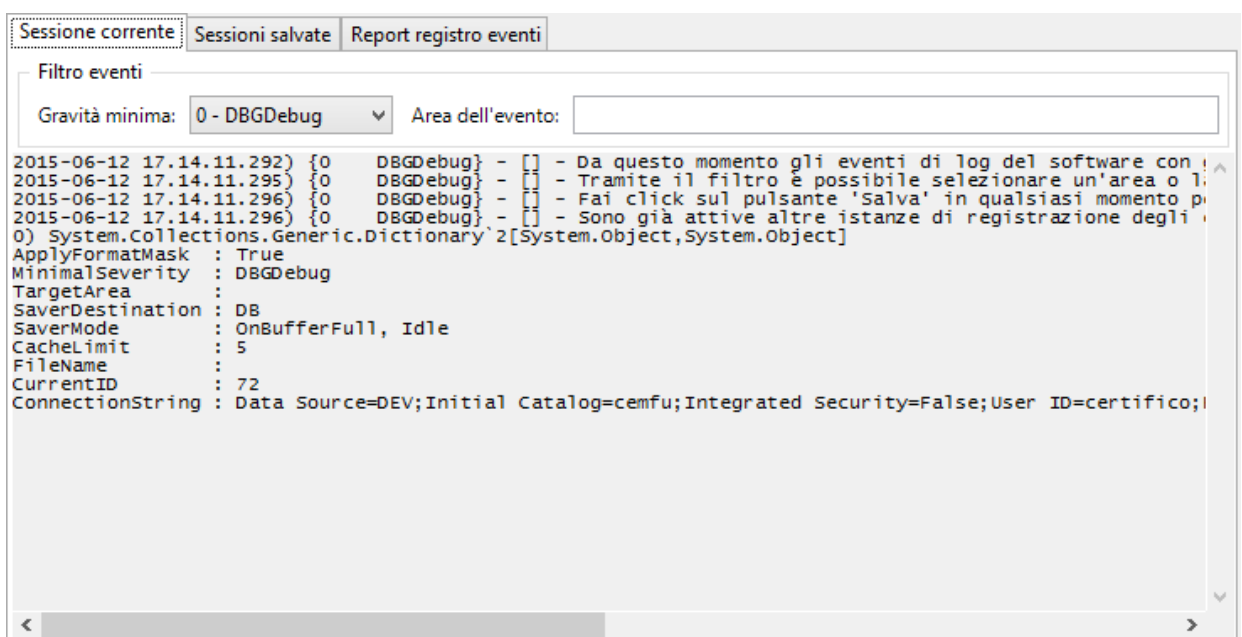 Sessione corrente Sessioni salvate Report registro eventi
Filtro eventi
Gravità minima: 0 - DBGDebug Area dell'evento:
2015-06-12 17.14.11.292) {0 DBGDebug} - [] - Da questo momento gli eventi di log del software con
2015-06-12 17.14.11.295) {0 DBGDebug} - [] - Tramite il filtro è possibile selezionare un'area o
2015-06-12 17.14.11.296) {0 DBGDebug} - [] - Fai click sul pulsante 'Salva' in qualsiasi momento
2015-06-12 17.14.11.296) {0 DBGDebug} - [] - Sono già attive altre istanze di registrazione degli
0) System.Collections.Generic.Dictionary`2[System.Object,System.Object]
ApplyFormatMask : True
MinimalSeverity : DBGDebug
TargetArea :
SaverDestination : DB
SaverMode : OnBufferFull, Idle
CacheLimit : 5
FileName :
CurrentID : 72
ConnectionString : Data Source=DEV;Initial Catalog=cemfu;Integrated Security=False;User ID=certifico;